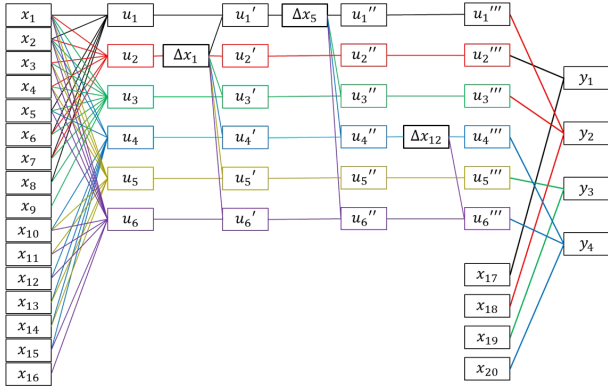 x₁ u₁ u₁′ Δx₅ u₁″ u₁‴
x₂
x₃ u₂ Δx₁ u₂′ u₂″ u₂‴
x₄ y₁
x₅ u₃ u₃′ u₃″ u₃‴
x₆ u₄ u₄′ u₄″ Δx₁₂ u₄‴ y₂
x₇
x₈ u₅ u₅′ u₅″ u₅‴ y₃
x₉ u₆ u₆′ u₆″ u₆‴
x₁₀ y₄
x₁₁
x₁₂ x₁₇
x₁₃ x₁₈
x₁₄
x₁₅ x₁₉
x₁₆ x₂₀